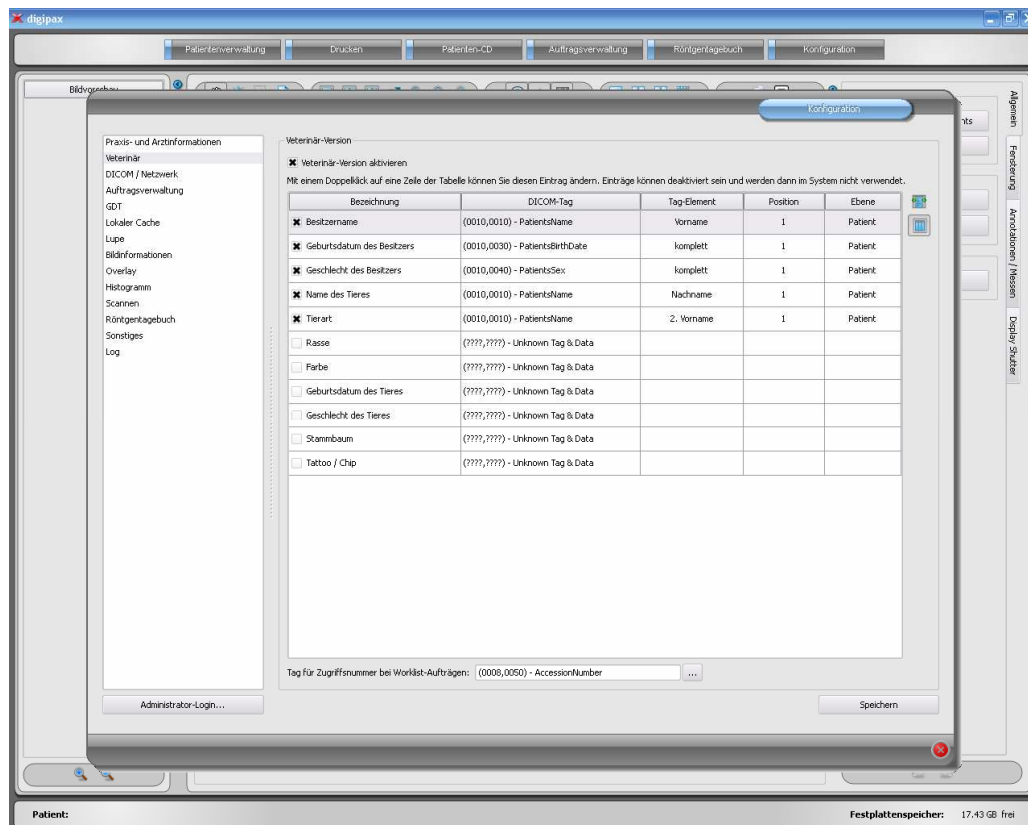 digipax
Patientenverwaltung Drucken Patienten-CD Auftragsverwaltung Röntgentagebuch Konfiguration
Bildvorschau
Konfiguration
Praxis- und Arztinformationen
Veterinär
DICOM / Netzwerk
Auftragsverwaltung
GDT
Lokaler Cache
Lupe
Bildinformationen
Overlay
Histogramm
Scannen
Röntgentagebuch
Sonstiges
Log
Administrator-Login...
Veterinär-Version
Veterinär-Version aktivieren
Mit einem Doppelklick auf eine Zeile der Tabelle können Sie diesen Eintrag ändern. Einträge können deaktiviert sein und werden dann im System nicht verwendet.
Bezeichnung DICOM-Tag Tag-Element Position Ebene
Besitzername (0010,0010) - PatientsName Vorname 1 Patient
Geburtsdatum des Besitzers (0010,0030) - PatientsBirthDate komplett 1 Patient
Geschlecht des Besitzers (0010,0040) - PatientsSex komplett 1 Patient
Name des Tieres (0010,0010) - PatientsName Nachname 1 Patient
Tierart (0010,0010) - PatientsName 2. Vorname 1 Patient
Rasse (????,????) - Unknown Tag & Data
Farbe (????,????) - Unknown Tag & Data
Geburtsdatum des Tieres (????,????) - Unknown Tag & Data
Geschlecht des Tieres (????,????) - Unknown Tag & Data
Stammbaum (????,????) - Unknown Tag & Data
Tattoo / Chip (????,????) - Unknown Tag & Data
Tag für Zugriffsnummer bei Worklist-Aufträgen: (0008,0050) - AccessionNumber ...
Speichern
Allgemein
Fensterung
Annotationen / Messen
Display Shutter
Patient: Festplattenspeicher: 17.43 GB frei